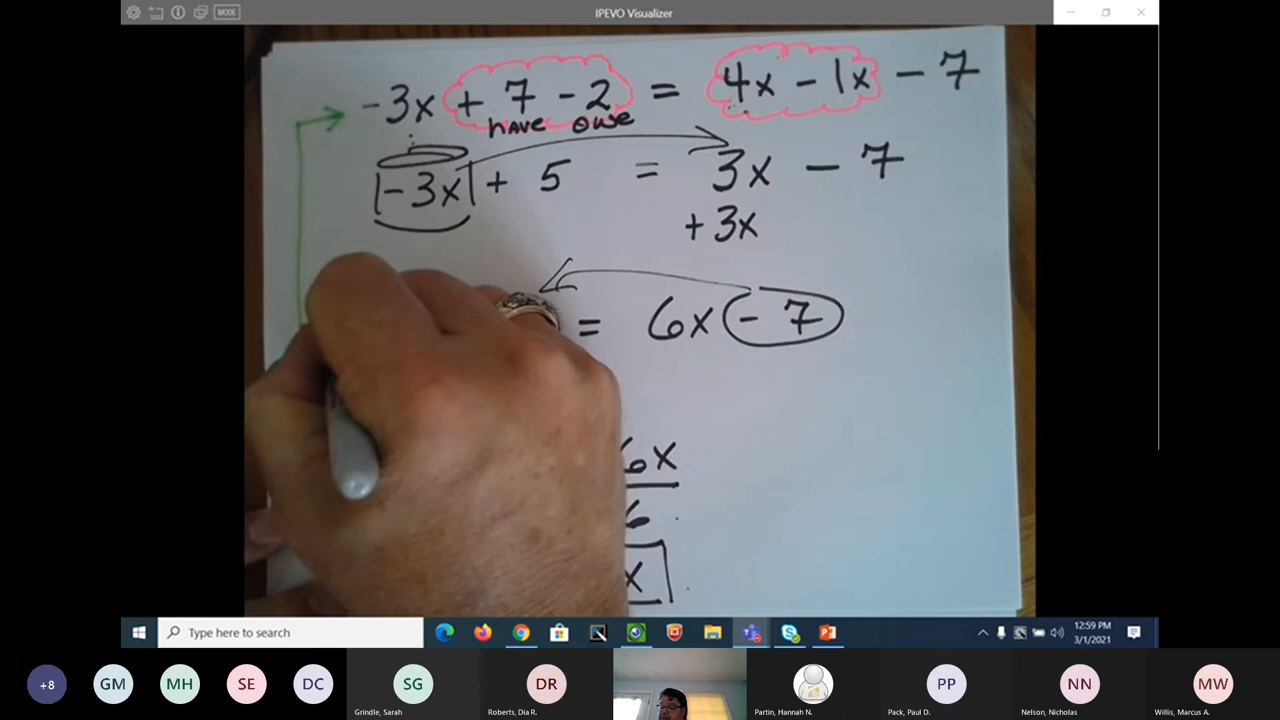 IPEVO Visualizer
MODE
-3x + 7 - 2 = 4x - 1x - 7
HAVE OWE
-3x + 5 = 3x - 7
+3x
= 6x - 7
6x
6
x
Type here to search
12:59 PM
3/1/2021
+8 GM MH SE DC SG DR PP NN MW
Grindle, Sarah Roberts, Dia R. Partin, Hannah N. Pack, Paul D. Nelson, Nicholas Willis, Marcus A.